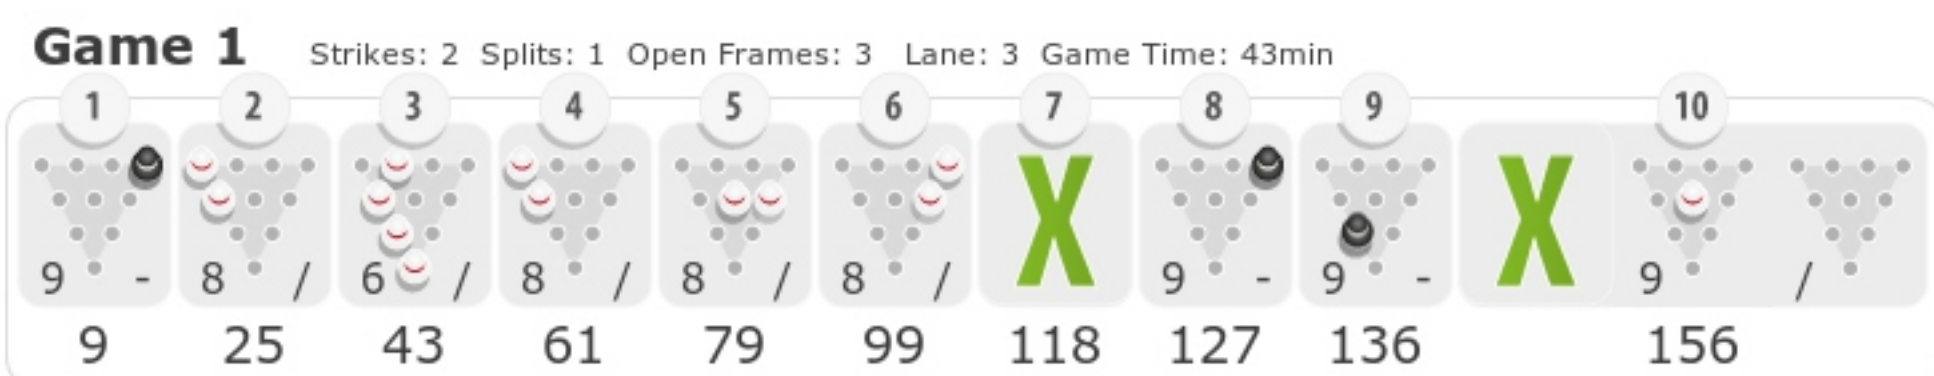 Game 1 Strikes: 2 Splits: 1 Open Frames: 3 Lane: 3 Game Time: 43min
1 2 3 4 5 6 7 8 9 10
X X
9 - 8 / 6 / 8 / 8 / 8 / 9 - 9 - 9 /
9 25 43 61 79 99 118 127 136 156